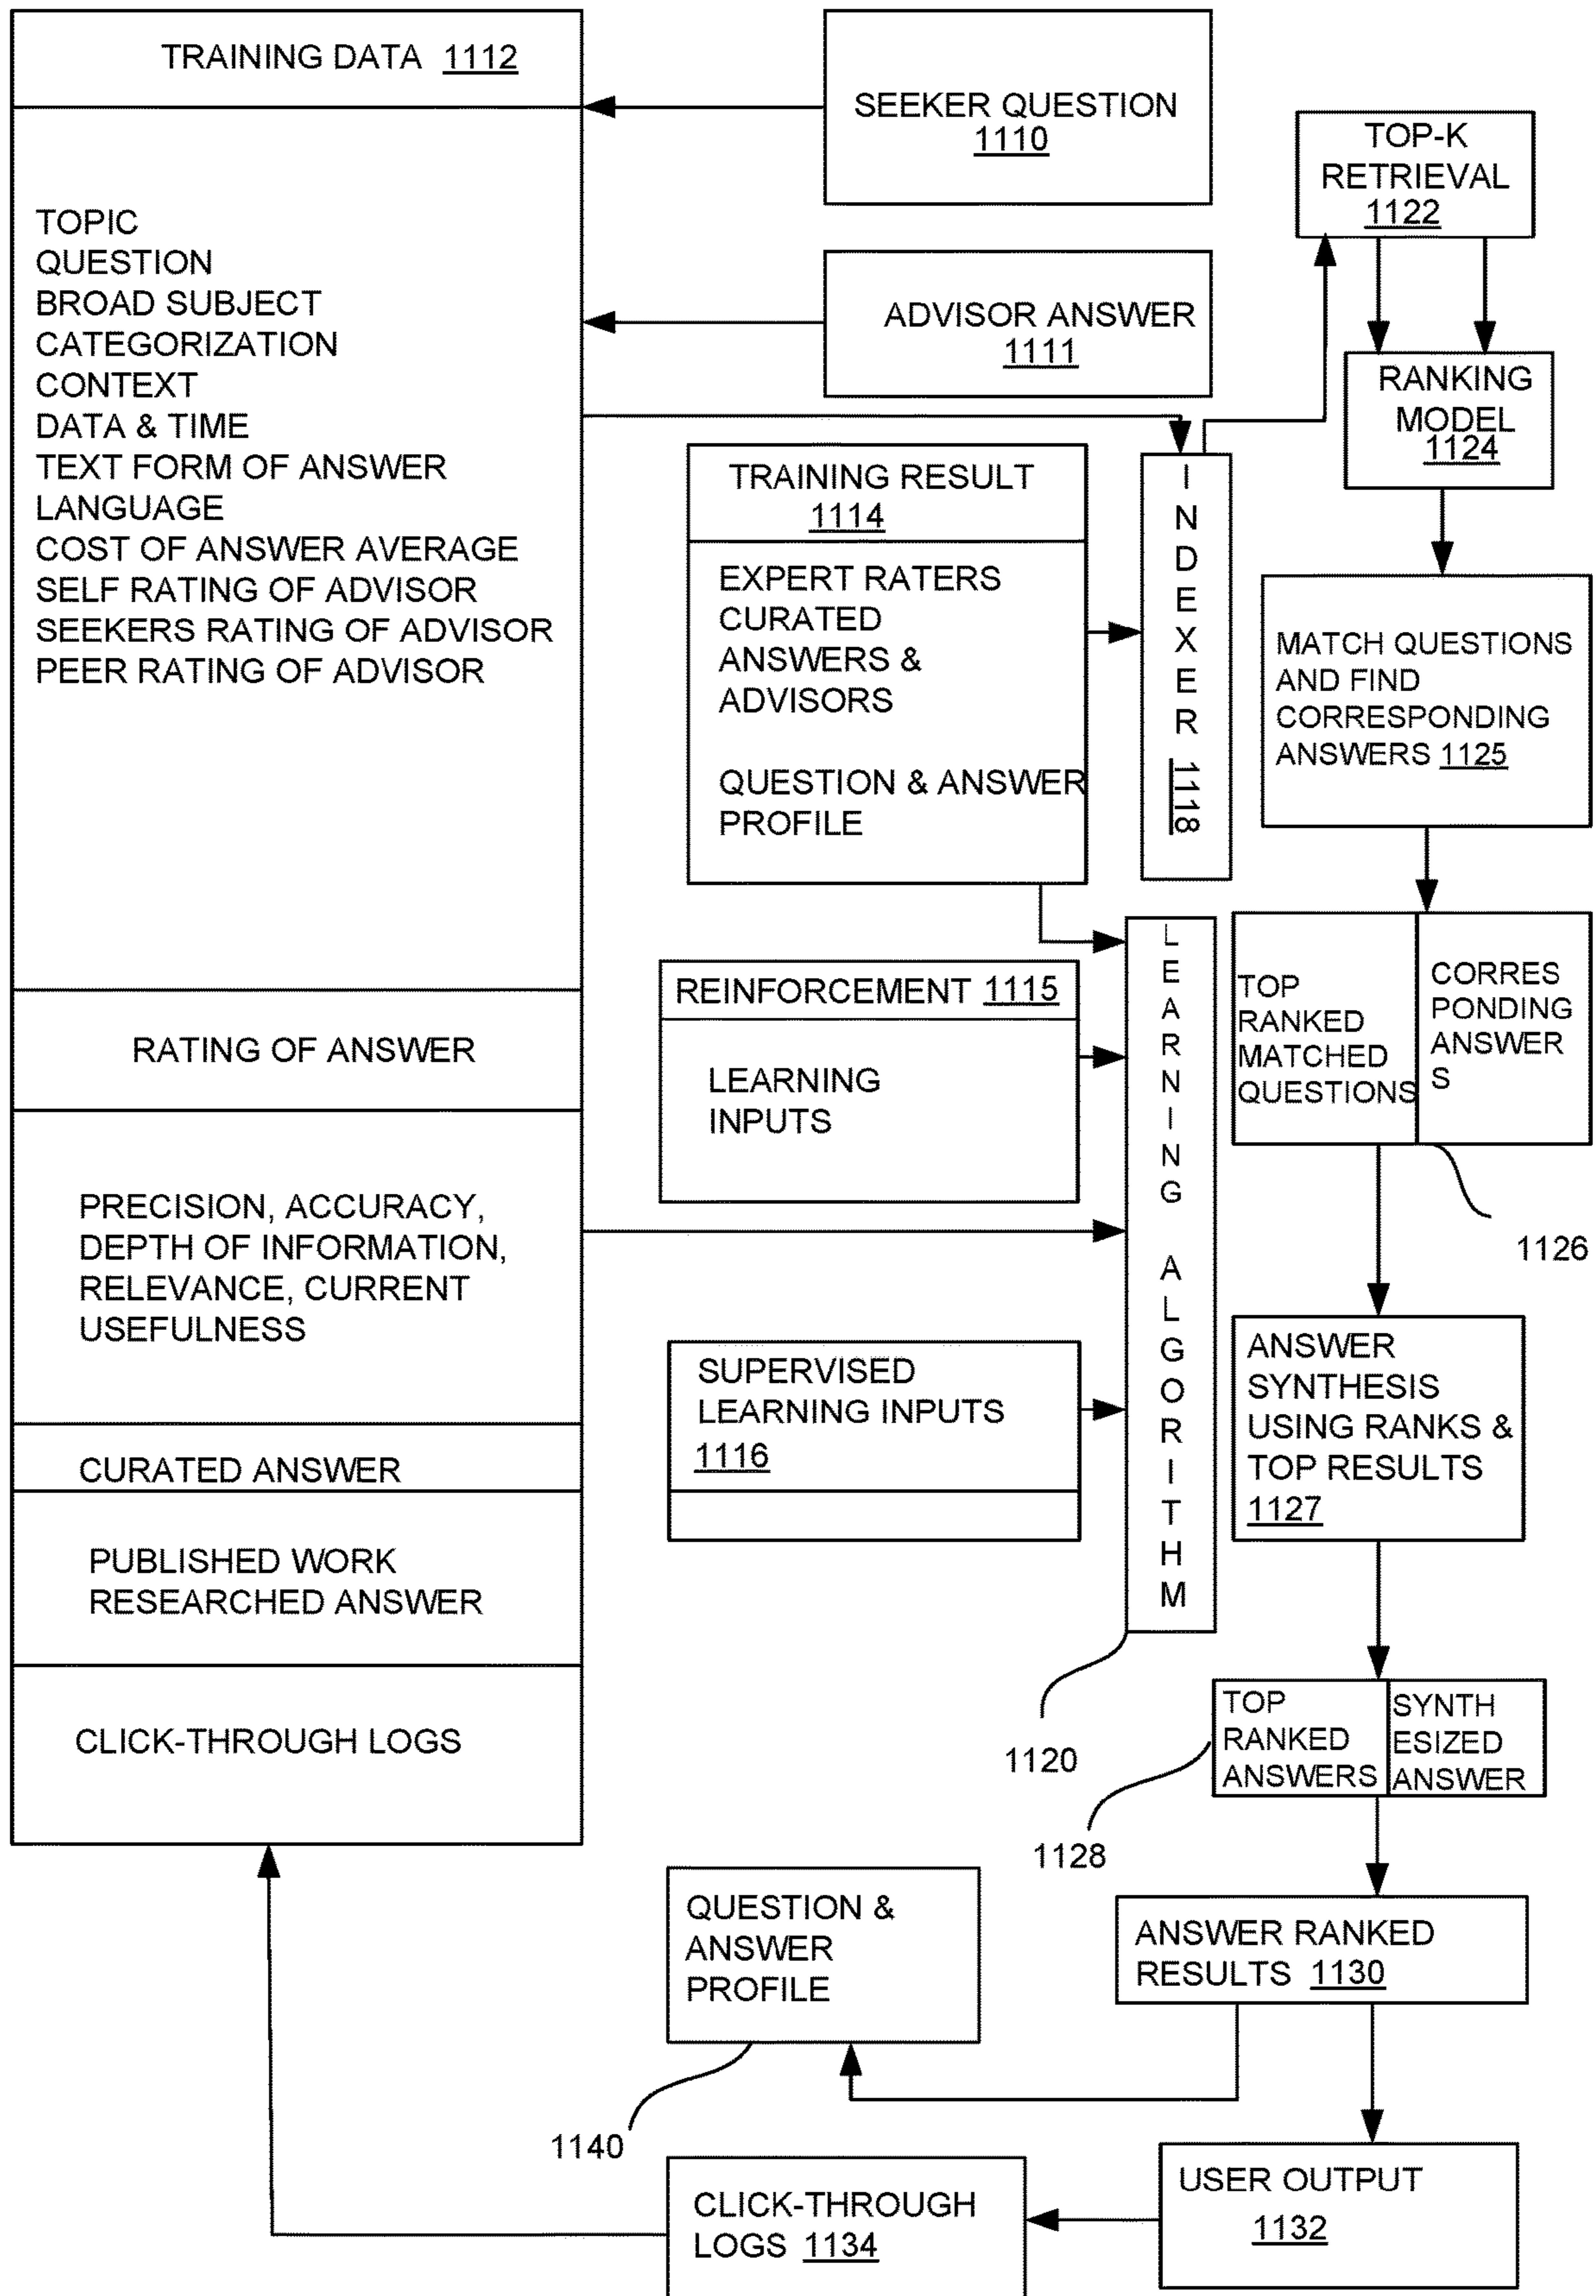 TRAINING DATA 1112
TOPIC
QUESTION
BROAD SUBJECT
CATEGORIZATION
CONTEXT
DATA & TIME
TEXT FORM OF ANSWER
LANGUAGE
COST OF ANSWER AVERAGE
SELF RATING OF ADVISOR
SEEKERS RATING OF ADVISOR
PEER RATING OF ADVISOR
RATING OF ANSWER
PRECISION, ACCURACY,
DEPTH OF INFORMATION,
RELEVANCE, CURRENT
USEFULNESS
CURATED ANSWER
PUBLISHED WORK
RESEARCHED ANSWER
CLICK-THROUGH LOGS
SEEKER QUESTION
1110
ADVISOR ANSWER
1111
TRAINING RESULT
1114
EXPERT RATERS
CURATED
ANSWERS &
ADVISORS
QUESTION & ANSWER
PROFILE
INDEXER 1118
REINFORCEMENT 1115
LEARNING
INPUTS
SUPERVISED
LEARNING INPUTS
1116
LEARNING ALGORITHM
1120
TOP-K
RETRIEVAL
1122
RANKING
MODEL
1124
MATCH QUESTIONS
AND FIND
CORRESPONDING
ANSWERS 1125
TOP
RANKED
MATCHED
QUESTIONS
CORRES
PONDING
ANSWER
S
1126
ANSWER
SYNTHESIS
USING RANKS &
TOP RESULTS
1127
TOP
RANKED
ANSWERS
SYNTH
ESIZED
ANSWER
1128
ANSWER RANKED
RESULTS 1130
QUESTION &
ANSWER
PROFILE
1140
USER OUTPUT
1132
CLICK-THROUGH
LOGS 1134